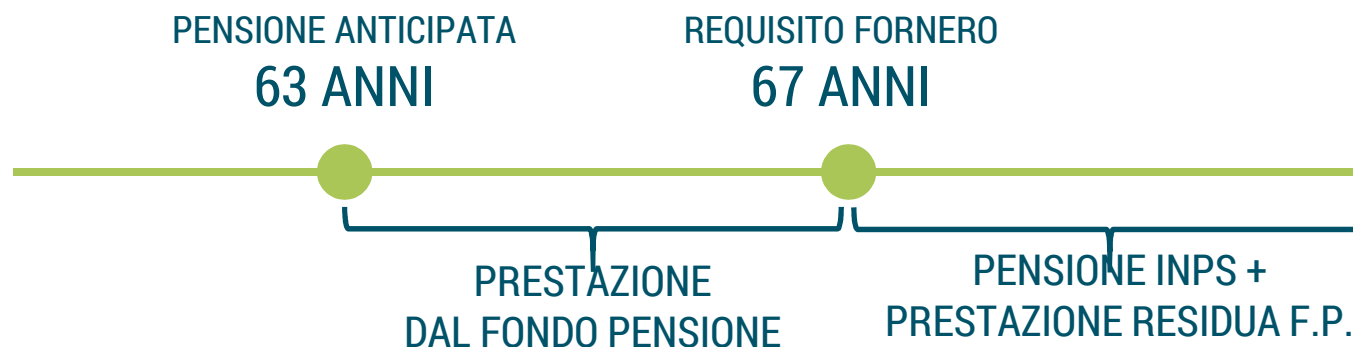 PENSIONE ANTICIPATA
63 ANNI
REQUISITO FORNERO
67 ANNI
PRESTAZIONE
DAL FONDO PENSIONE
PENSIONE INPS +
PRESTAZIONE RESIDUA F.P.